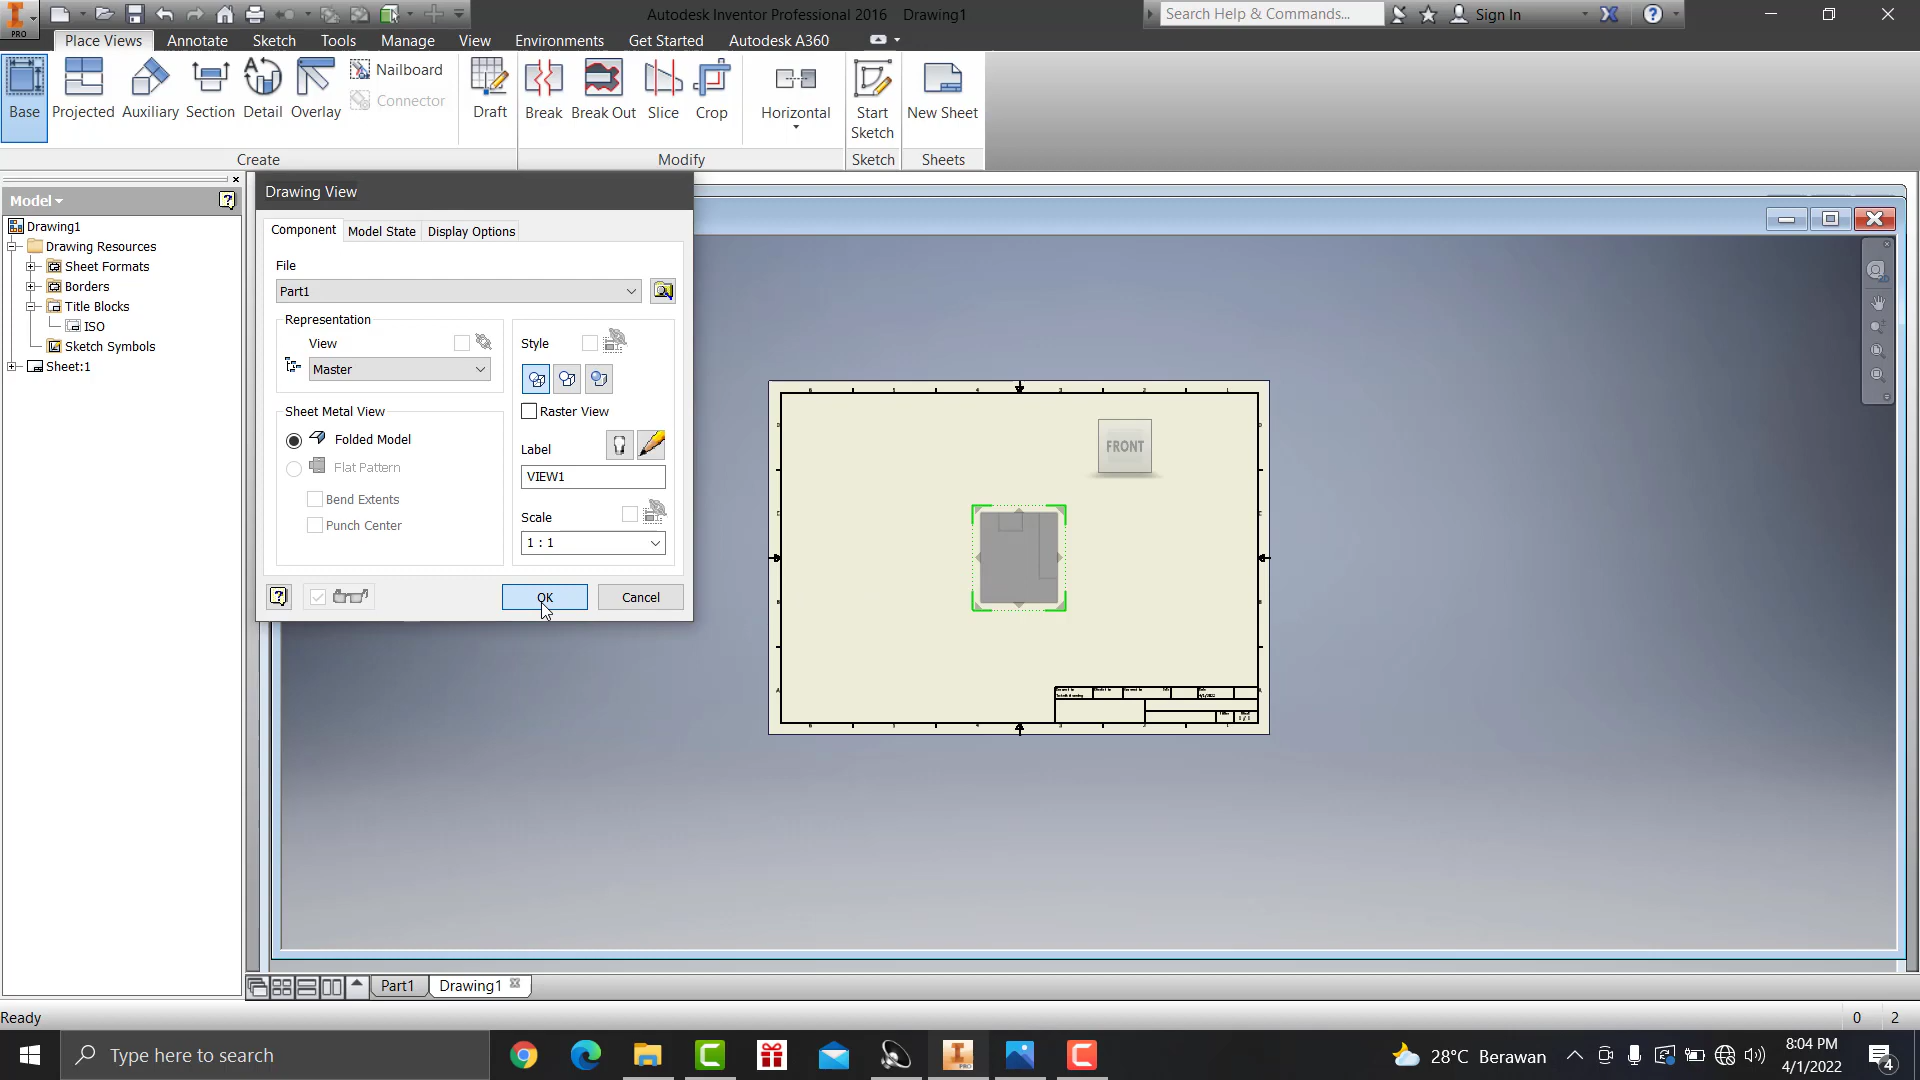 Autodesk Inventor Professional 2016 Drawing1
Search Help & Commands...
Sign In
PRO
Place Views Annotate Sketch Tools Manage View Environments Get Started Autodesk A360
Base Projected Auxiliary Section Detail Overlay
Nailboard
Connector
Draft Break Break Out Slice Crop Horizontal
Start
Sketch
New Sheet
Create Modify Sketch Sheets
Model
Drawing1
Drawing Resources
Sheet Formats
Borders
Title Blocks
ISO
Sketch Symbols
Sheet:1
Drawing View
Component Model State Display Options
File
Part1
Representation
View
Master
Style
Raster View
Sheet Metal View
Folded Model
Flat Pattern
Bend Extents
Punch Center
Label
VIEW1
Scale
1 : 1
OK Cancel
FRONT
Part1 Drawing1
Ready
0 2
Type here to search
PRO
28°C Berawan
8:04 PM
4/1/2022
4